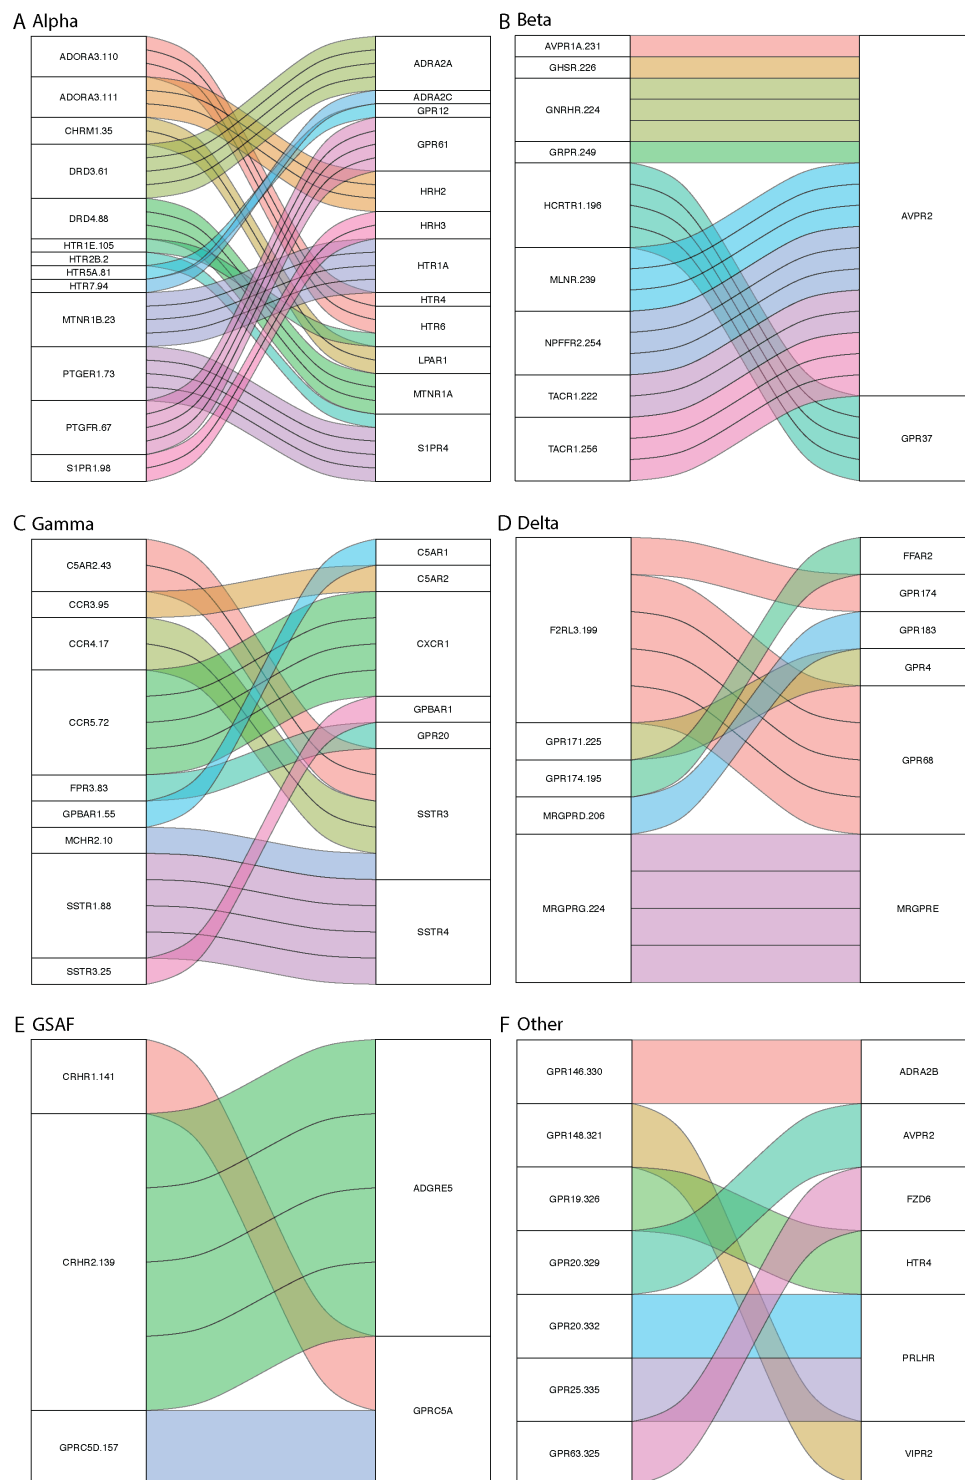 A Alpha
ADORA3.110
ADORA3.111
CHRM1.35
DRD3.61
DRD4.88
HTR1E.105
HTR2B.2
HTR5A.81
HTR7.94
MTNR1B.23
PTGER1.73
PTGFR.67
S1PR1.98
ADRA2A
ADRA2C
GPR12
GPR61
HRH2
HRH3
HTR1A
HTR4
HTR6
LPAR1
MTNR1A
S1PR4
B Beta
AVPR1A.231
GHSR.226
GNRHR.224
GRPR.249
HCRTR1.196
MLNR.239
NPFFR2.254
TACR1.222
TACR1.256
AVPR2
GPR37
C Gamma
C5AR2.43
CCR3.95
CCR4.17
CCR5.72
FPR3.83
GPBAR1.55
MCHR2.10
SSTR1.88
SSTR3.25
C5AR1
C5AR2
CXCR1
GPBAR1
GPR20
SSTR3
SSTR4
D Delta
F2RL3.199
GPR171.225
GPR174.195
MRGPRD.206
MRGPRG.224
FFAR2
GPR174
GPR183
GPR4
GPR68
MRGPRE
E GSAF
CRHR1.141
CRHR2.139
GPRC5D.157
ADGRE5
GPRC5A
F Other
GPR146.330
GPR148.321
GPR19.326
GPR20.329
GPR20.332
GPR25.335
GPR63.325
ADRA2B
AVPR2
FZD6
HTR4
PRLHR
VIPR2